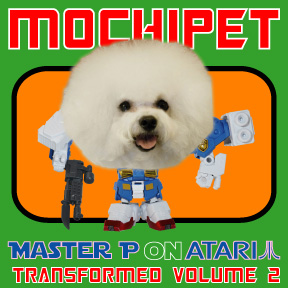 MOCHIPET
MASTER P ON ATARI
TRANSFORMED VOLUME 2